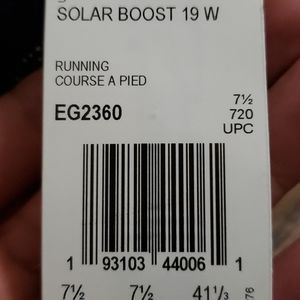 SOLAR BOOST 19 W
RUNNING
COURSE A PIED
EG2360
7½
720
UPC
1 93103 44006 1
7½ 7½ 41⅓
76